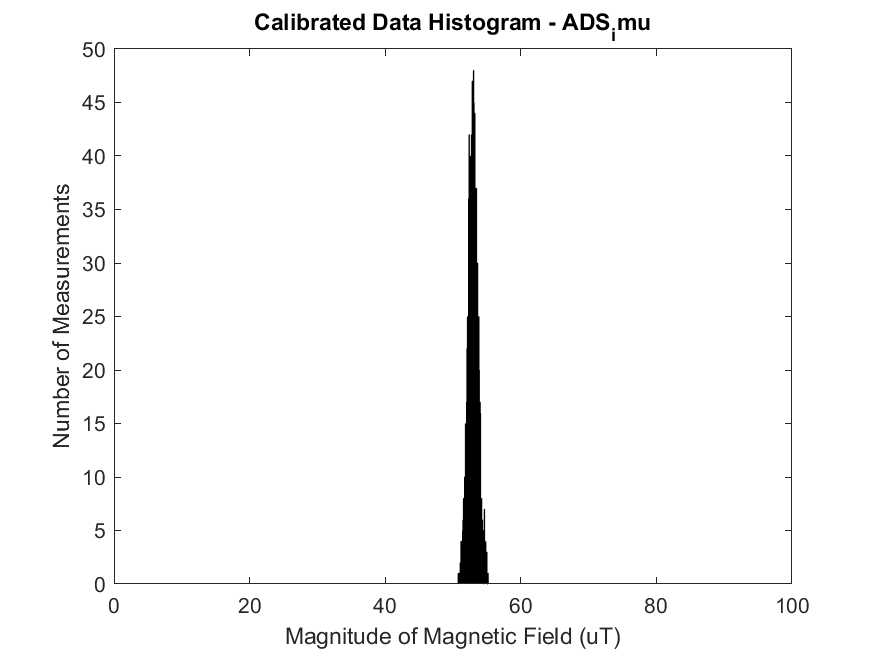 Calibrated Data Histogram - ADSᵢmu
50
45
40
35
30
25
20
15
10
5
0
Number of Measurements
0 20 40 60 80 100
Magnitude of Magnetic Field (uT)